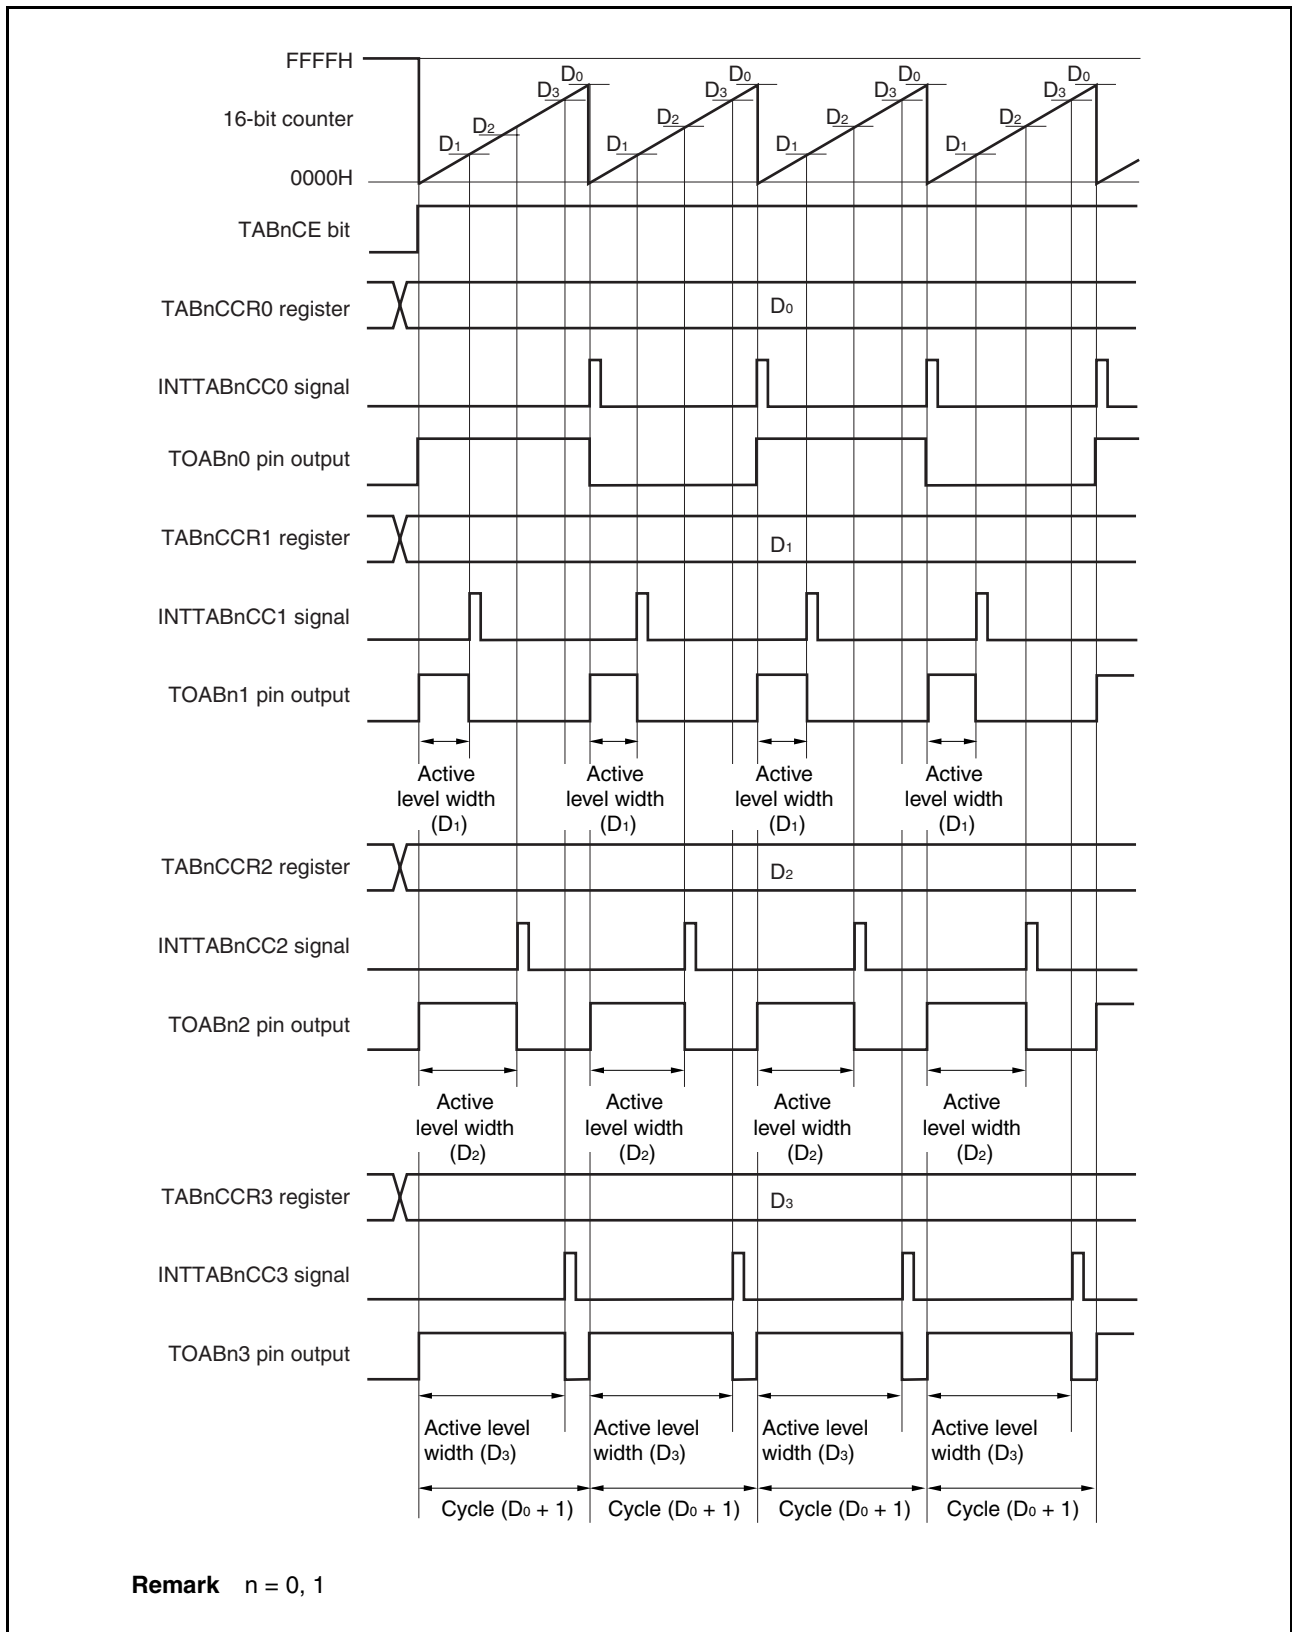 FFFFH
D0 D0 D0 D0
D3 D3 D3 D3
16-bit counter
D2 D2 D2 D2
D1 D1 D1 D1
0000H
TABnCE bit
TABnCCR0 register D0
INTTABnCC0 signal
TOABn0 pin output
TABnCCR1 register D1
INTTABnCC1 signal
TOABn1 pin output
Active Active Active Active
level width level width level width level width
(D1) (D1) (D1) (D1)
TABnCCR2 register D2
INTTABnCC2 signal
TOABn2 pin output
Active Active Active Active
level width level width level width level width
(D2) (D2) (D2) (D2)
TABnCCR3 register D3
INTTABnCC3 signal
TOABn3 pin output
Active level Active level Active level Active level
width (D3) width (D3) width (D3) width (D3)
Cycle (D0 + 1) Cycle (D0 + 1) Cycle (D0 + 1) Cycle (D0 + 1)
Remark n = 0, 1